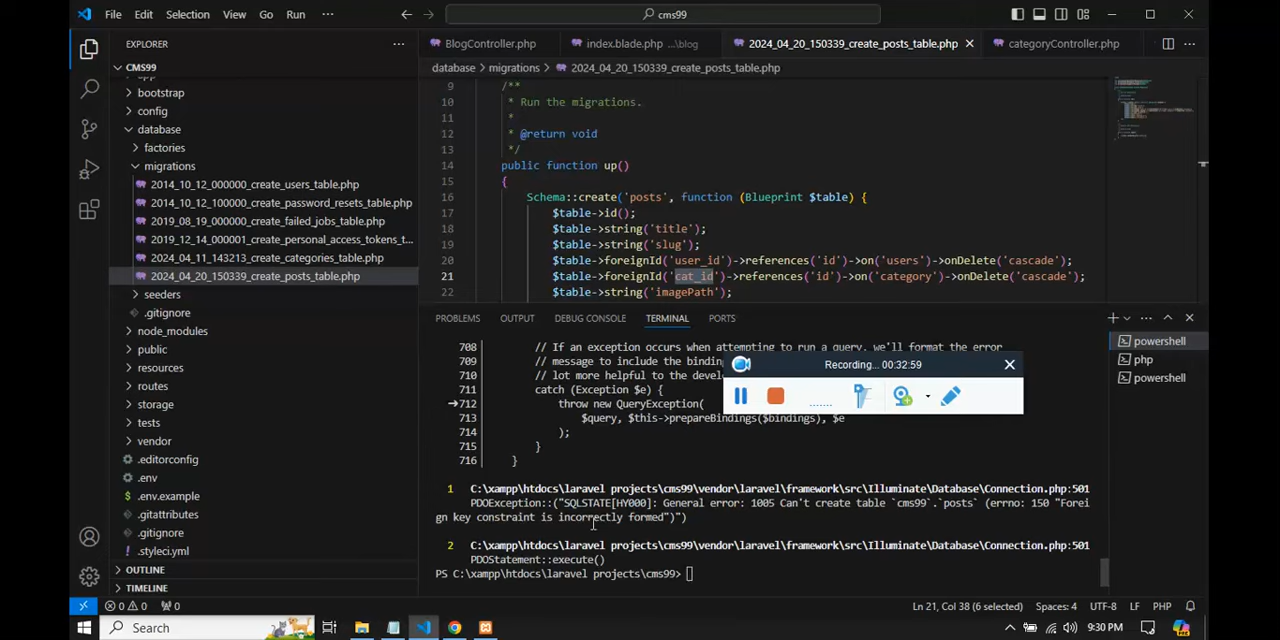 File Edit Selection View Go Run ··· cms99
EXPLORER ···
BlogController.php index.blade.php ...\blog 2024_04_20_150339_create_posts_table.php categoryController.php
CMS99
database > migrations > 2024_04_20_150339_create_posts_table.php
bootstrap
config
database
factories
migrations
2014_10_12_000000_create_users_table.php
2014_10_12_100000_create_password_resets_table.php
2019_08_19_000000_create_failed_jobs_table.php
2019_12_14_000001_create_personal_access_tokens_t...
2024_04_11_143213_create_categories_table.php
2024_04_20_150339_create_posts_table.php
seeders
.gitignore
node_modules
public
resources
routes
storage
tests
vendor
.editorconfig
.env
.env.example
.gitattributes
.gitignore
.styleci.yml
OUTLINE
TIMELINE
9 /**
10 * Run the migrations.
11 *
12 * @return void
13 */
14 public function up()
15 {
16 Schema::create('posts', function (Blueprint $table) {
17 $table->id();
18 $table->string('title');
19 $table->string('slug');
20 $table->foreignId('user_id')->references('id')->on('users')->onDelete('cascade');
21 $table->foreignId('cat_id')->references('id')->on('category')->onDelete('cascade');
22 $table->string('imagePath');
PROBLEMS OUTPUT DEBUG CONSOLE TERMINAL PORTS
powershell
php
powershell
708 // If an exception occurs when attempting to run a query, we'll format the error
709 // message to include the bindin
710 // lot more helpful to the devel
711 catch (Exception $e) {
➔712 throw new QueryException(
713 $query, $this->prepareBindings($bindings), $e
714 );
715 }
716 }
Recording... 00:32:59
1 C:\xampp\htdocs\laravel projects\cms99\vendor\laravel\framework\src\Illuminate\Database\Connection.php:501
PDOException::("SQLSTATE[HY000]: General error: 1005 Can't create table `cms99`.`posts` (errno: 150 "Forei
gn key constraint is incorrectly formed")")
2 C:\xampp\htdocs\laravel projects\cms99\vendor\laravel\framework\src\Illuminate\Database\Connection.php:501
PDOStatement::execute()
PS C:\xampp\htdocs\laravel projects\cms99>
0 0 0 Ln 21, Col 38 (6 selected) Spaces: 4 UTF-8 LF PHP
Search 9:30 PM